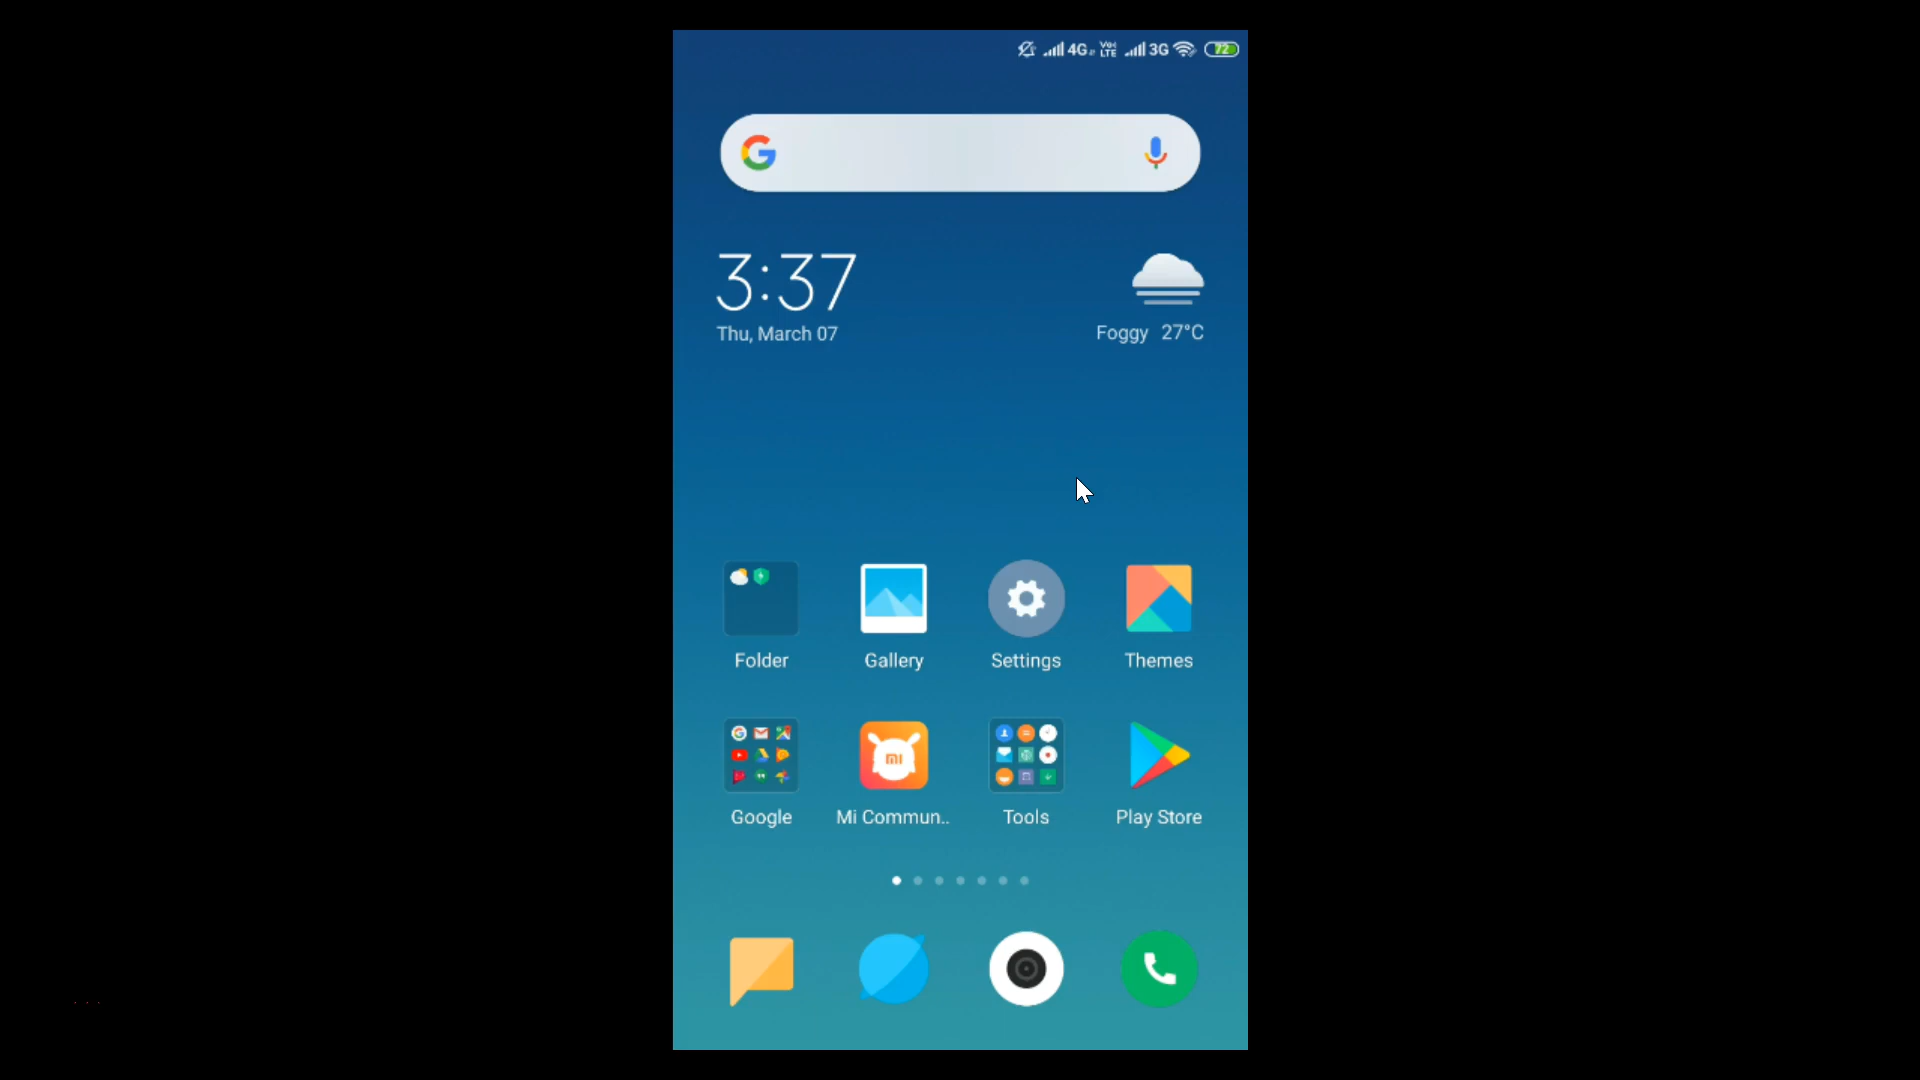 4G VoLTE 3G 72
3:37
Thu, March 07
Foggy 27°C
Folder Gallery Settings Themes
Google Mi Commun.. Tools Play Store